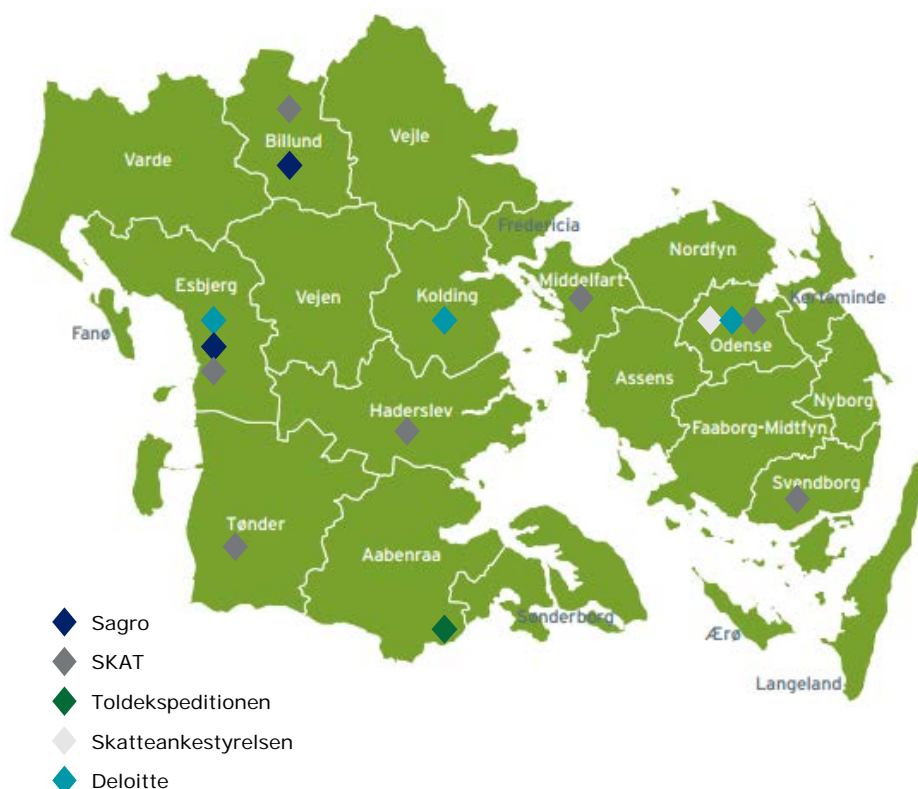 Billund
Vejle
Varde
Fredericia
Nordfyn
Esbjerg
Vejen
Kolding
Middelfart
Kerteminde
Fanø
Odense
Assens
Nyborg
Haderslev
Faaborg-Midtfyn
Svendborg
Tønder
Aabenraa
Sønderborg
Ærø
Langeland
Sagro
SKAT
Toldekspeditionen
Skatteankestyrelsen
Deloitte